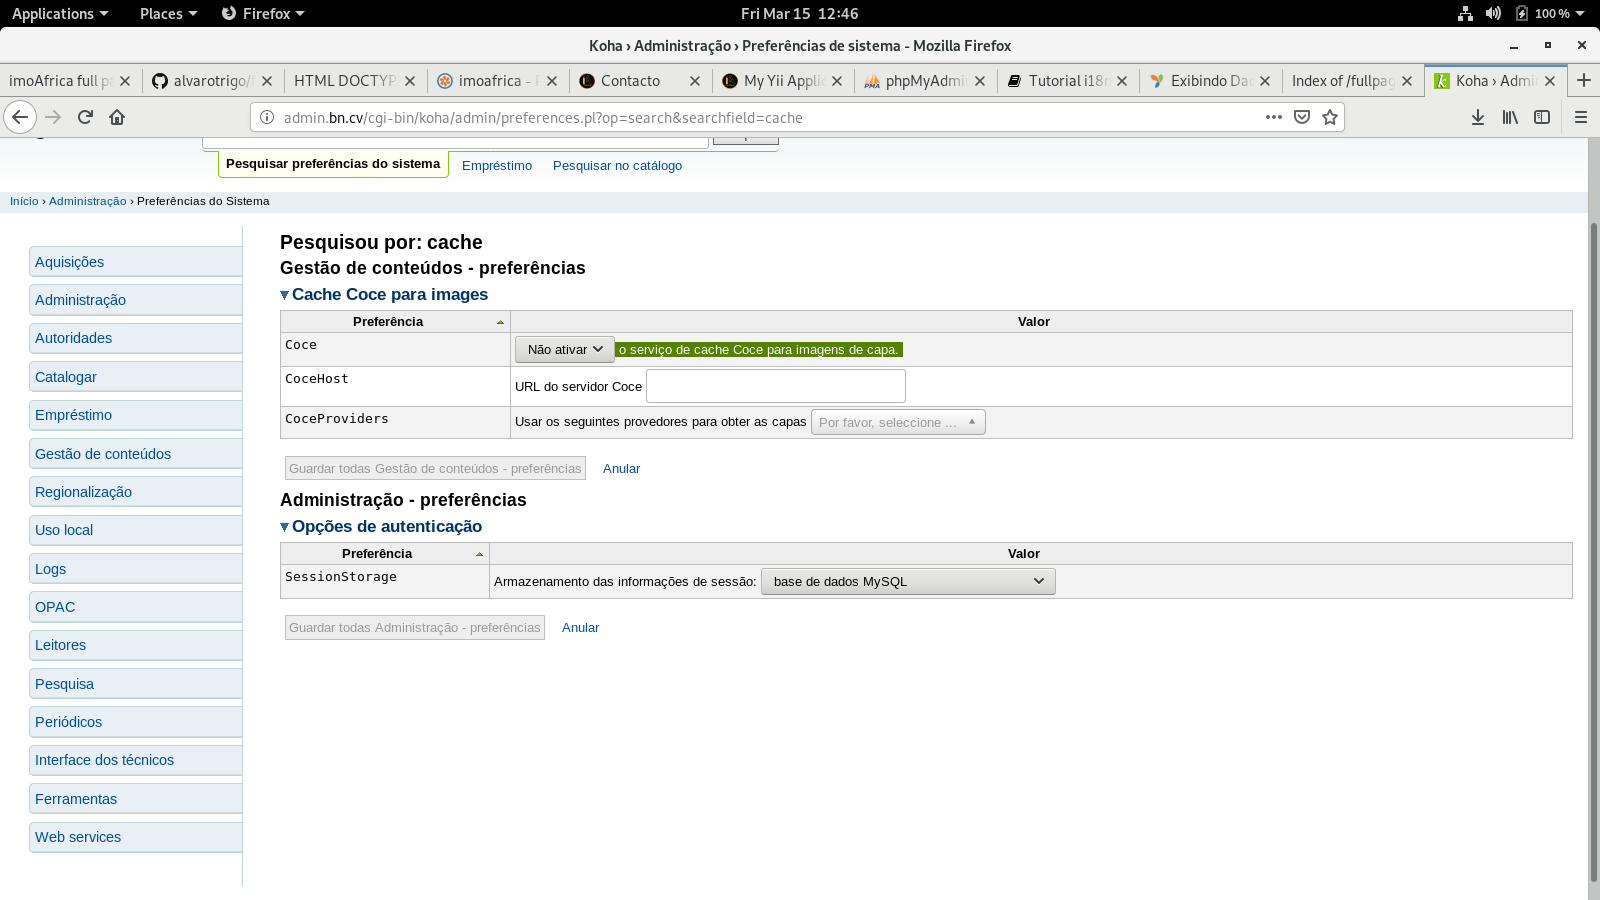 Applications Places Firefox Fri Mar 15 12:46 100 %
Koha › Administração › Preferências de sistema - Mozilla Firefox
imoAfrica full alvarotrigo/ HTML DOCTYP imoafrica - Contacto My Yii Applic phpMyAdmi Tutorial i18n Exibindo Dad Index of /fullpag Koha › Admi
admin.bn.cv/cgi-bin/koha/admin/preferences.pl?op=search&searchfield=cache
Pesquisar preferências do sistema Empréstimo Pesquisar no catálogo
Início › Administração › Preferências do Sistema
Aquisições
Administração
Autoridades
Catalogar
Empréstimo
Gestão de conteúdos
Regionalização
Uso local
Logs
OPAC
Leitores
Pesquisa
Periódicos
Interface dos técnicos
Ferramentas
Web services
Pesquisou por: cache
Gestão de conteúdos - preferências
Cache Coce para images
Preferência Valor
Coce Não ativar o serviço de cache Coce para imagens de capa.
CoceHost URL do servidor Coce
CoceProviders Usar os seguintes provedores para obter as capas Por favor, seleccione ...
Guardar todas Gestão de conteúdos - preferências Anular
Administração - preferências
Opções de autenticação
Preferência Valor
SessionStorage Armazenamento das informações de sessão: base de dados MySQL
Guardar todas Administração - preferências Anular